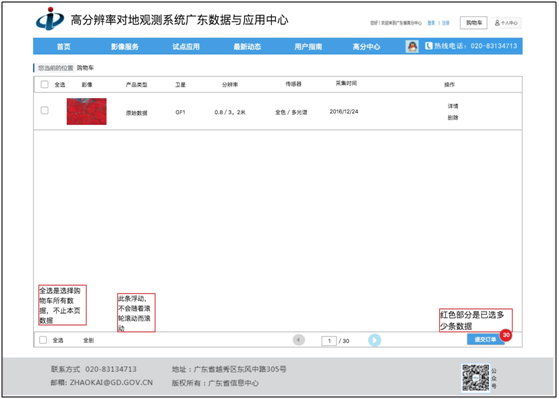 高分辨率对地观测系统广东数据与应用中心
您好！欢迎来到广东高分中心 登录 | 注册 购物车 个人中心
首页 影像服务 试点应用 最新动态 用户指南 高分中心 热线电话：020-83134713
您当前的位置 购物车
全选 影像 产品类型 卫星 分辨率 传感器 采集时间 操作
原始数据 GF1 0.8 / 3。2米 全色 / 多光谱 2016/12/24 详情
删除
全选是选择购
物车所有数
据，不止本页
数据
此条浮动，
不会随着滚
轮滚动而滚
动
红色部分是已选多
少条数据
全选 全删 < 1 / 30 > 提交订单 30
联系方式 020-83134713 地址：广东省越秀区东风中路305号
邮箱: ZHAOKAI@GD.GOV.CN 版权所有：广东省信息中心
公众号